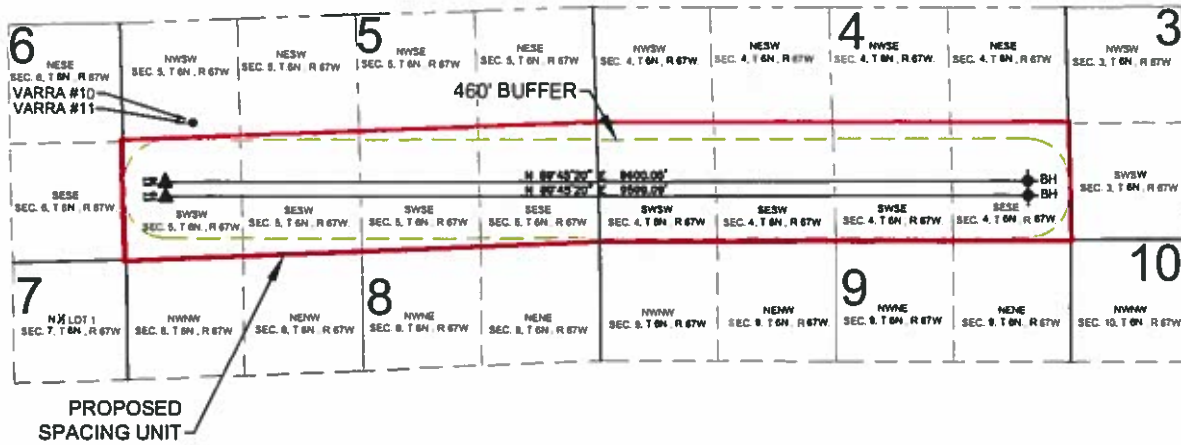 6
5
4
3
NESE
SEC. 6, T 6N, R 67W
NWSW
SEC. 5, T 6N, R 67W
NESW
SEC. 5, T 6N, R 67W
NWSE
SEC. 5, T 6N, R 67W
NESE
SEC. 5, T 6N, R 67W
NWSW
SEC. 4, T 6N, R 67W
NESW
SEC. 4, T 6N, R 67W
NWSE
SEC. 4, T 6N, R 67W
NESE
SEC. 4, T 6N, R 67W
NWSW
SEC. 3, T 6N, R 67W
VARRA #10
VARRA #11
460' BUFFER
BH
BH
SESE
SEC. 6, T 6N, R 67W
SWSW
SEC. 5, T 6N, R 67W
SESW
SEC. 5, T 6N, R 67W
SWSE
SEC. 5, T 6N, R 67W
SESE
SEC. 5, T 6N, R 67W
SWSW
SEC. 4, T 6N, R 67W
SESW
SEC. 4, T 6N, R 67W
SWSE
SEC. 4, T 6N, R 67W
SESE
SEC. 4, T 6N, R 67W
SWSW
SEC. 3, T 6N, R 67W
7
8
9
10
N½ LOT 1
SEC. 7, T 6N, R 67W
NWNW
SEC. 8, T 6N, R 67W
NENW
SEC. 8, T 6N, R 67W
NWNE
SEC. 8, T 6N, R 67W
NENE
SEC. 8, T 6N, R 67W
NWNW
SEC. 9, T 6N, R 67W
NENW
SEC. 9, T 6N, R 67W
NWNE
SEC. 9, T 6N, R 67W
NENE
SEC. 9, T 6N, R 67W
NWNW
SEC. 10, T 6N, R 67W
PROPOSED
SPACING UNIT